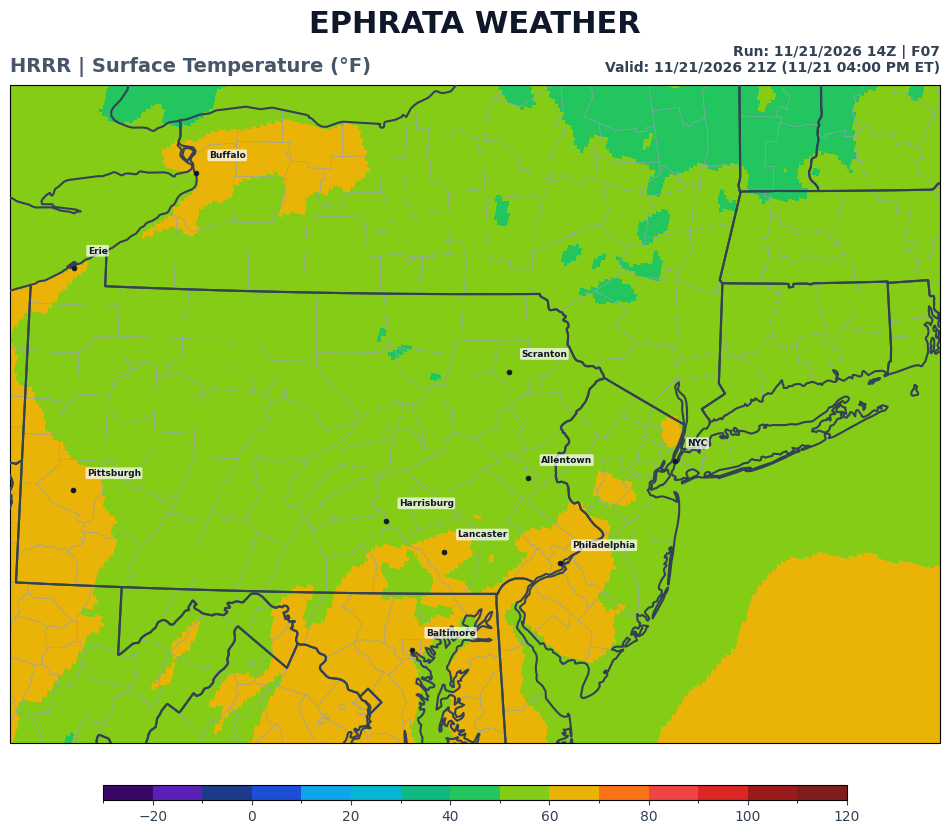 EPHRATA WEATHER
HRRR | Surface Temperature (°F)
Run: 11/21/2026 14Z | F07
Valid: 11/21/2026 21Z (11/21 04:00 PM ET)
Buffalo
Erie
Scranton
NYC
Allentown
Pittsburgh
Harrisburg
Lancaster
Philadelphia
Baltimore
−20 0 20 40 60 80 100 120